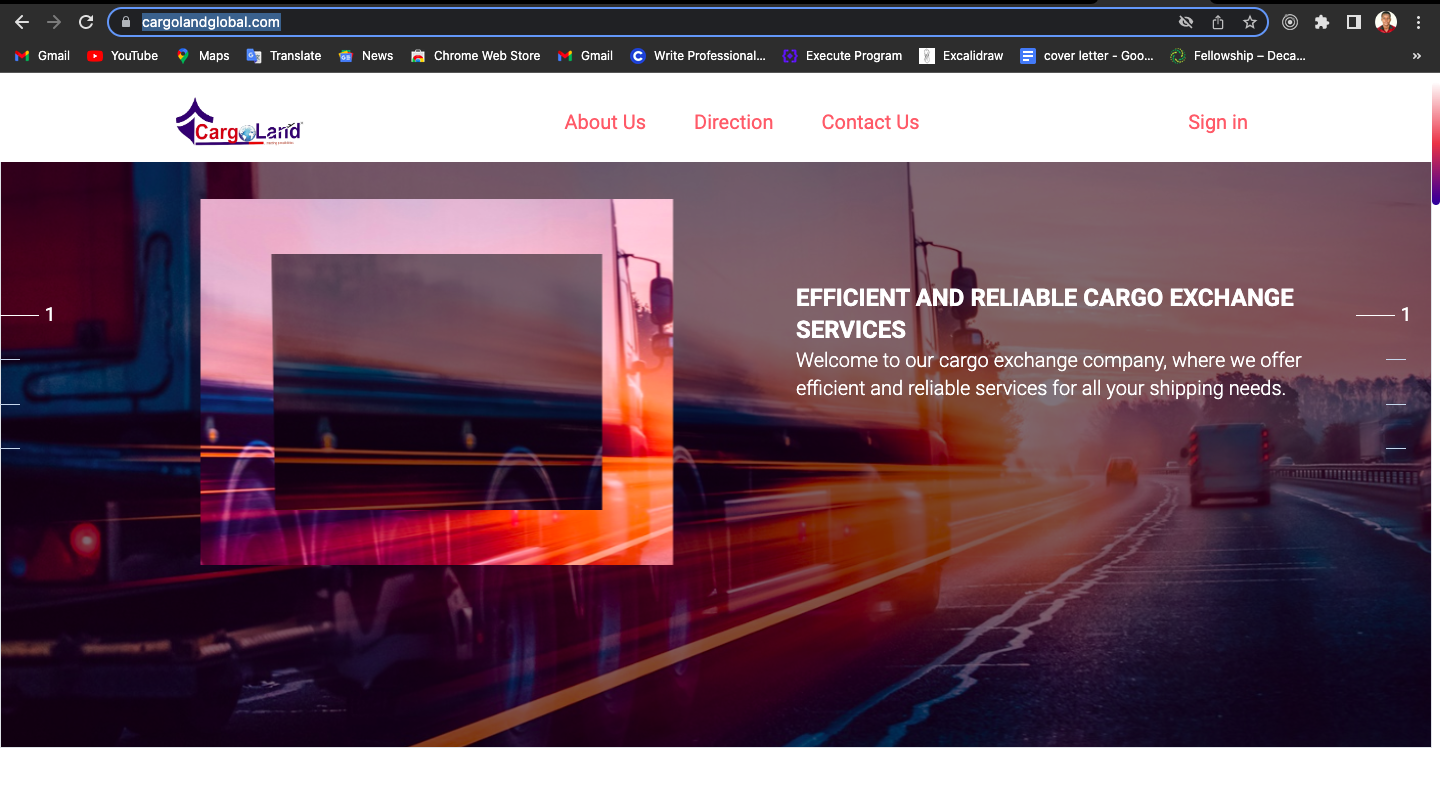 cargolandglobal.com
Gmail
YouTube
Maps
Translate
News
Chrome Web Store
Gmail
Write Professional...
Execute Program
Excalidraw
cover letter - Goo...
Fellowship – Deca...
»
CargoLand
About Us
Direction
Contact Us
Sign in
1
EFFICIENT AND RELIABLE CARGO EXCHANGE
SERVICES
Welcome to our cargo exchange company, where we offer
efficient and reliable services for all your shipping needs.
1